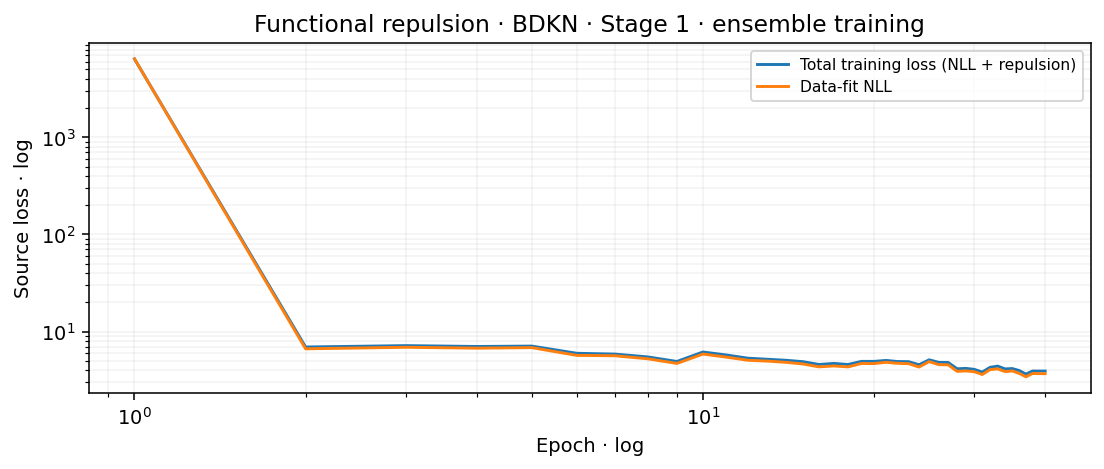 Functional repulsion · BDKN · Stage 1 · ensemble training
Total training loss (NLL + repulsion)
Data-fit NLL
Source loss · log
10³
10²
10¹
10⁰
10¹
Epoch · log